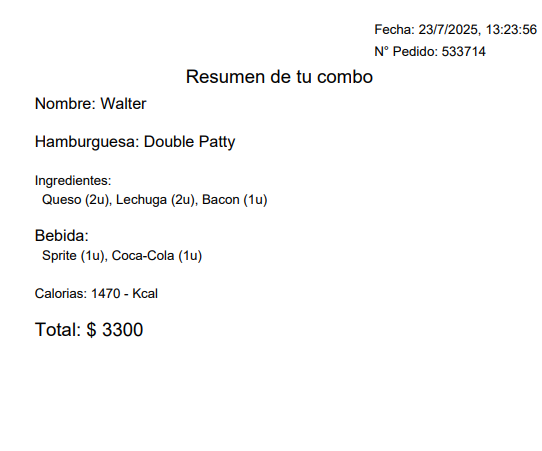 Fecha: 23/7/2025, 13:23:56
N° Pedido: 533714
Resumen de tu combo
Nombre: Walter
Hamburguesa: Double Patty
Ingredientes:
Queso (2u), Lechuga (2u), Bacon (1u)
Bebida:
Sprite (1u), Coca-Cola (1u)
Calorias: 1470 - Kcal
Total: $ 3300